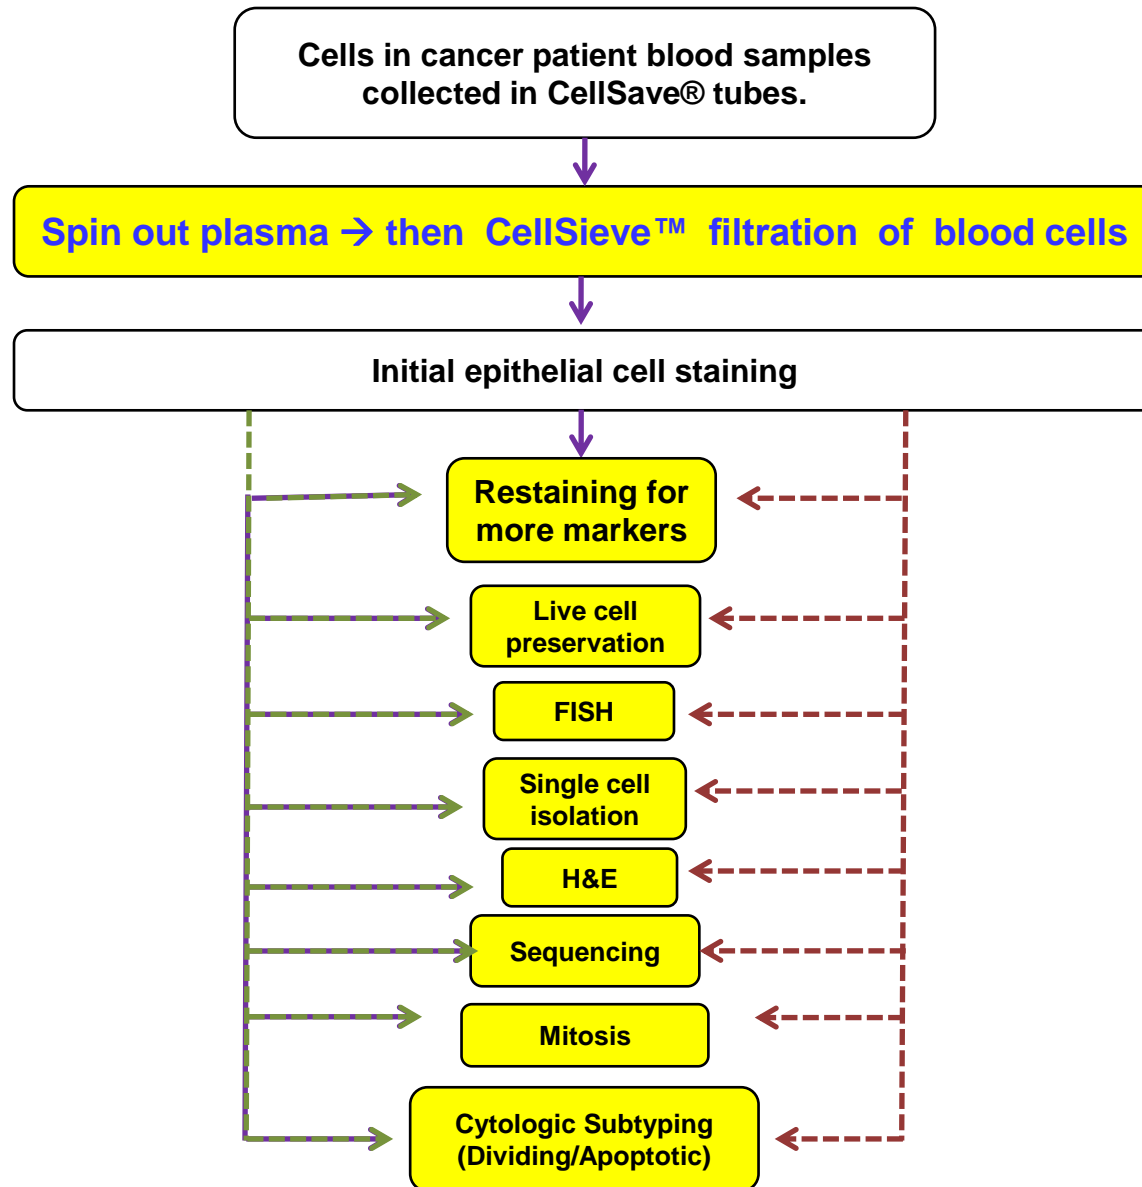 Cells in cancer patient blood samples
collected in CellSave® tubes.
Spin out plasma → then CellSieve™ filtration of blood cells
Initial epithelial cell staining
Restaining for
more markers
Live cell
preservation
FISH
Single cell
isolation
H&E
Sequencing
Mitosis
Cytologic Subtyping
(Dividing/Apoptotic)